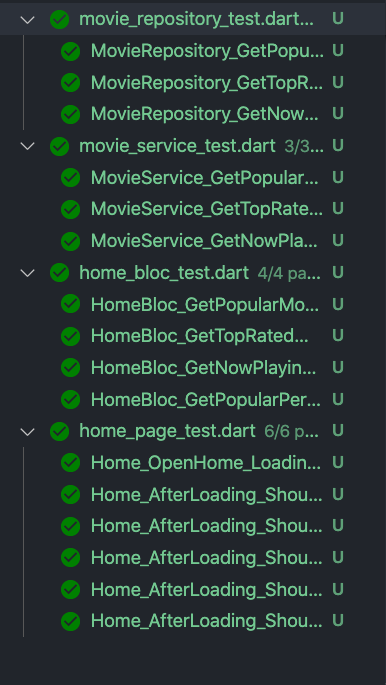 movie_repository_test.dart... U
MovieRepository_GetPopu... U
MovieRepository_GetTopR... U
MovieRepository_GetNow... U
movie_service_test.dart 3/3... U
MovieService_GetPopular... U
MovieService_GetTopRate... U
MovieService_GetNowPla... U
home_bloc_test.dart 4/4 pa... U
HomeBloc_GetPopularMo... U
HomeBloc_GetTopRated... U
HomeBloc_GetNowPlayin... U
HomeBloc_GetPopularPer... U
home_page_test.dart 6/6 p... U
Home_OpenHome_Loadin... U
Home_AfterLoading_Shou... U
Home_AfterLoading_Shou... U
Home_AfterLoading_Shou... U
Home_AfterLoading_Shou... U
Home_AfterLoading_Shou... U